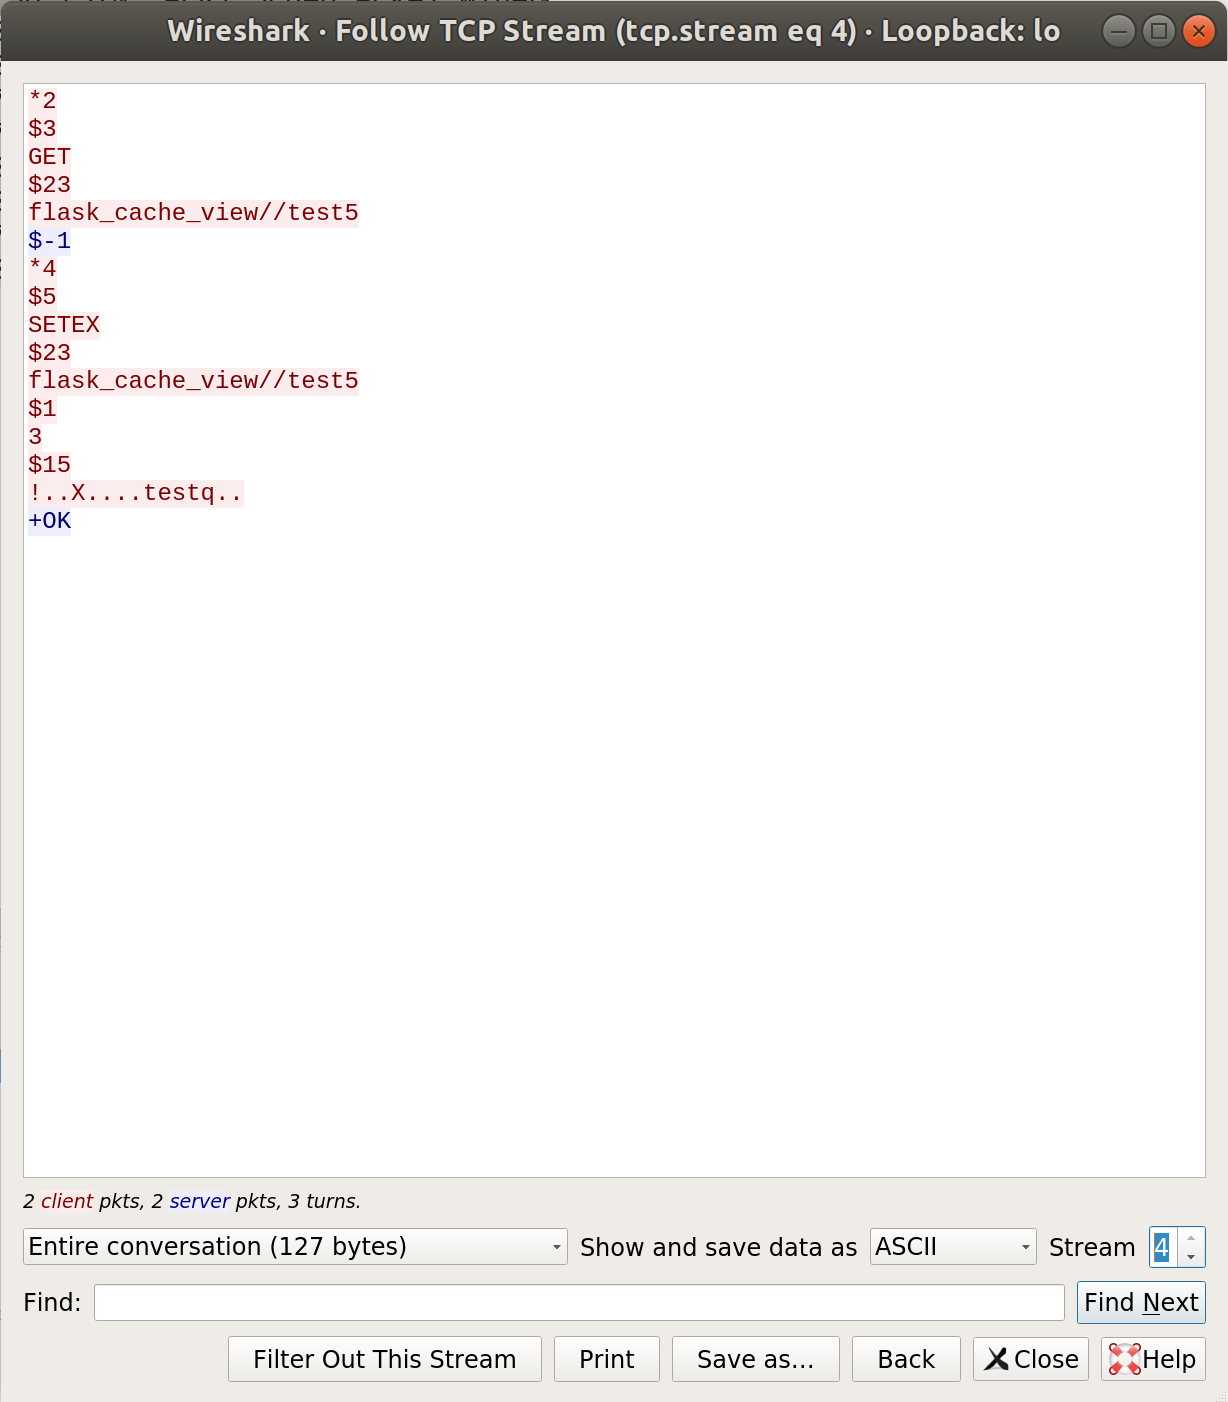 Wireshark · Follow TCP Stream (tcp.stream eq 4) · Loopback: lo
*2
$3
GET
$23
flask_cache_view//test5
$-1
*4
$5
SETEX
$23
flask_cache_view//test5
$1
3
$15
!..X....testq..
+OK
2 client pkts, 2 server pkts, 3 turns.
Entire conversation (127 bytes) Show and save data as ASCII Stream 4
Find: Find Next
Filter Out This Stream Print Save as... Back Close Help